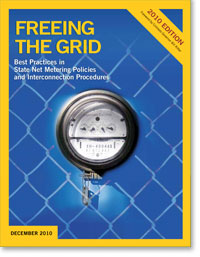 FREEING
THE GRID
Best Practices in
State Net Metering Policies
and Interconnection Procedures
2010 EDITION
DECEMBER 2010